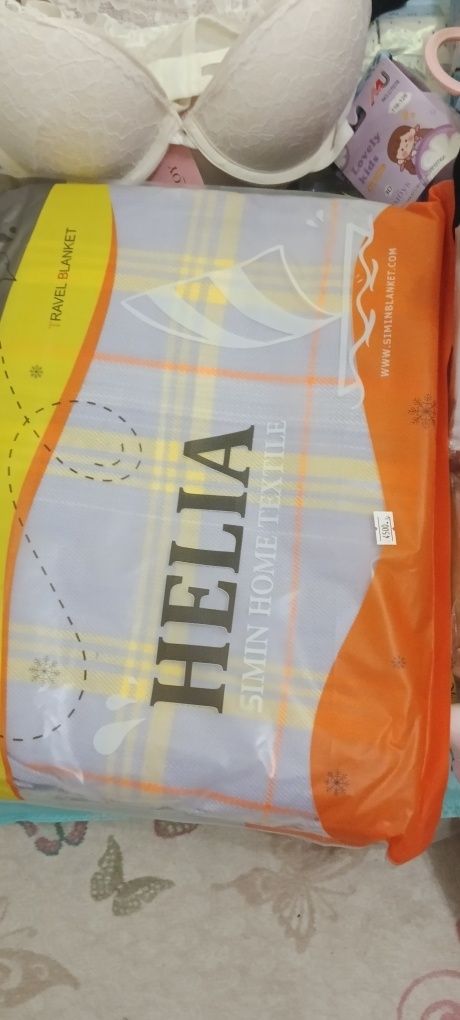 TRAVEL BLANKET
HELIA
SIMIN HOME TEXTILE
WWW.SIMINBLANKET.COM
Lovely
kids